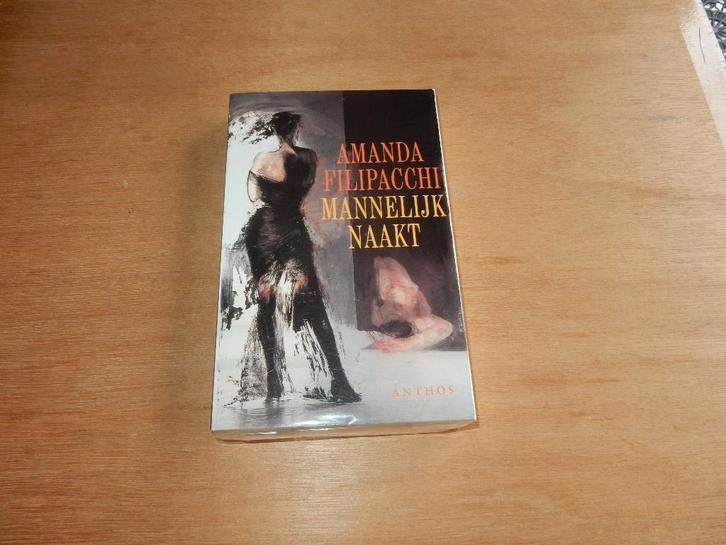 AMANDA
FILIPACCHI
MANNELIJK
NAAKT
ANTHOS